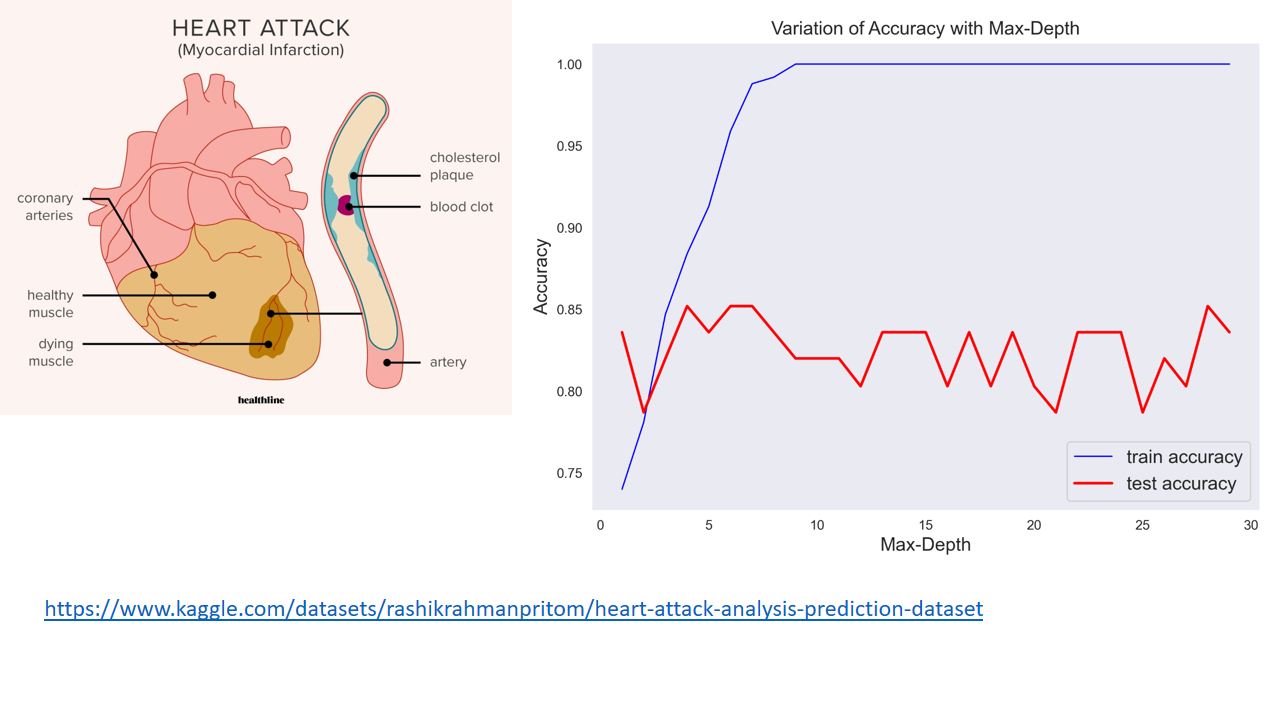 HEART ATTACK
(Myocardial Infarction)
coronary
arteries
healthy
muscle
dying
muscle
cholesterol
plaque
blood clot
artery
healthline
Variation of Accuracy with Max-Depth
Accuracy
1.00
0.95
0.90
0.85
0.80
0.75
0
5
10
15
20
25
30
Max-Depth
train accuracy
test accuracy
https://www.kaggle.com/datasets/rashikrahmanpritom/heart-attack-analysis-prediction-dataset